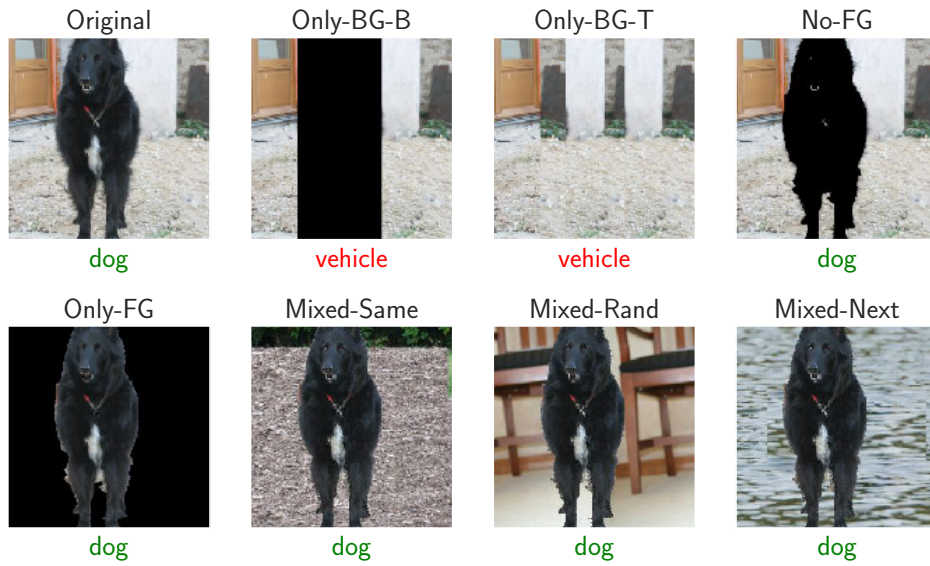 Original
Only-BG-B
Only-BG-T
No-FG
dog
vehicle
vehicle
dog
Only-FG
Mixed-Same
Mixed-Rand
Mixed-Next
dog
dog
dog
dog